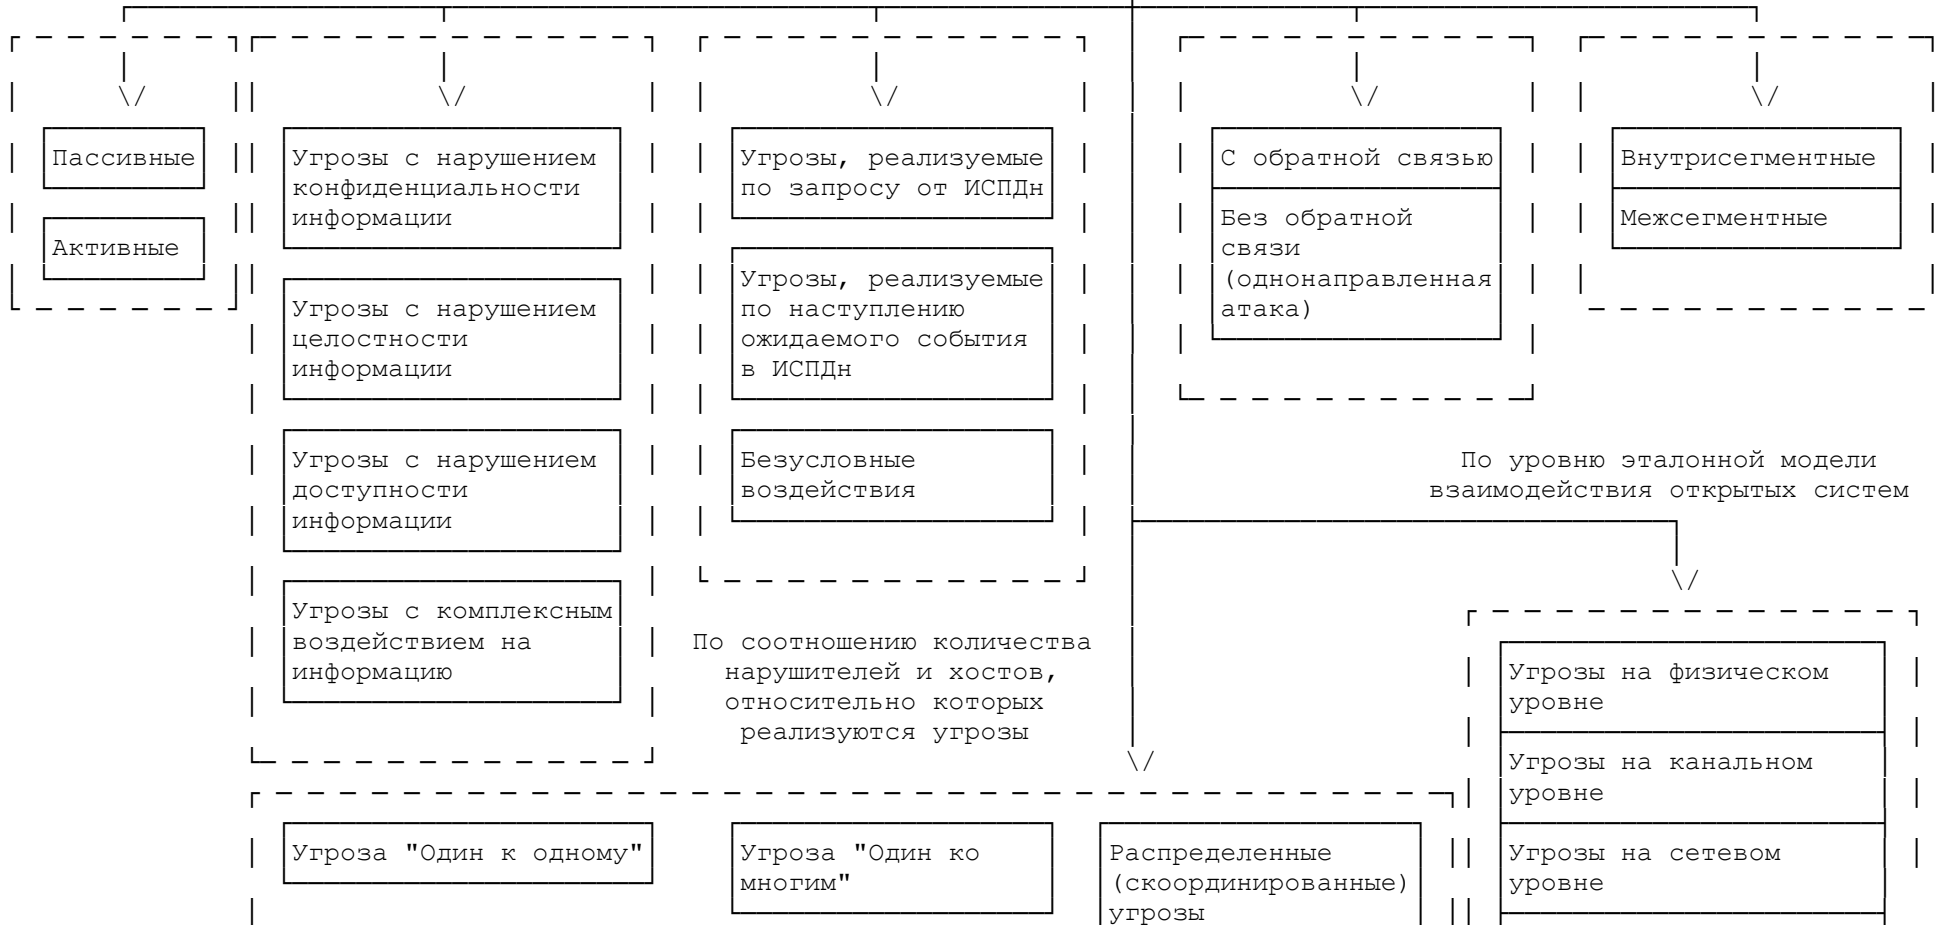 Пассивные
Активные
Угрозы с нарушением
конфиденциальности
информации
Угрозы с нарушением
целостности
информации
Угрозы с нарушением
доступности
информации
Угрозы с комплексным
воздействием на
информацию
Угрозы, реализуемые
по запросу от ИСПДн
Угрозы, реализуемые
по наступлению
ожидаемого события
в ИСПДн
Безусловные
воздействия
С обратной связью
Без обратной
связи
(однонаправленная
атака)
Внутрисегментные
Межсегментные
По уровню эталонной модели
взаимодействия открытых систем
По соотношению количества
нарушителей и хостов,
относительно которых
реализуются угрозы
Угроза "Один к одному"
Угроза "Один ко
многим"
Распределенные
(скоординированные)
угрозы
Угрозы на физическом
уровне
Угрозы на канальном
уровне
Угрозы на сетевом
уровне